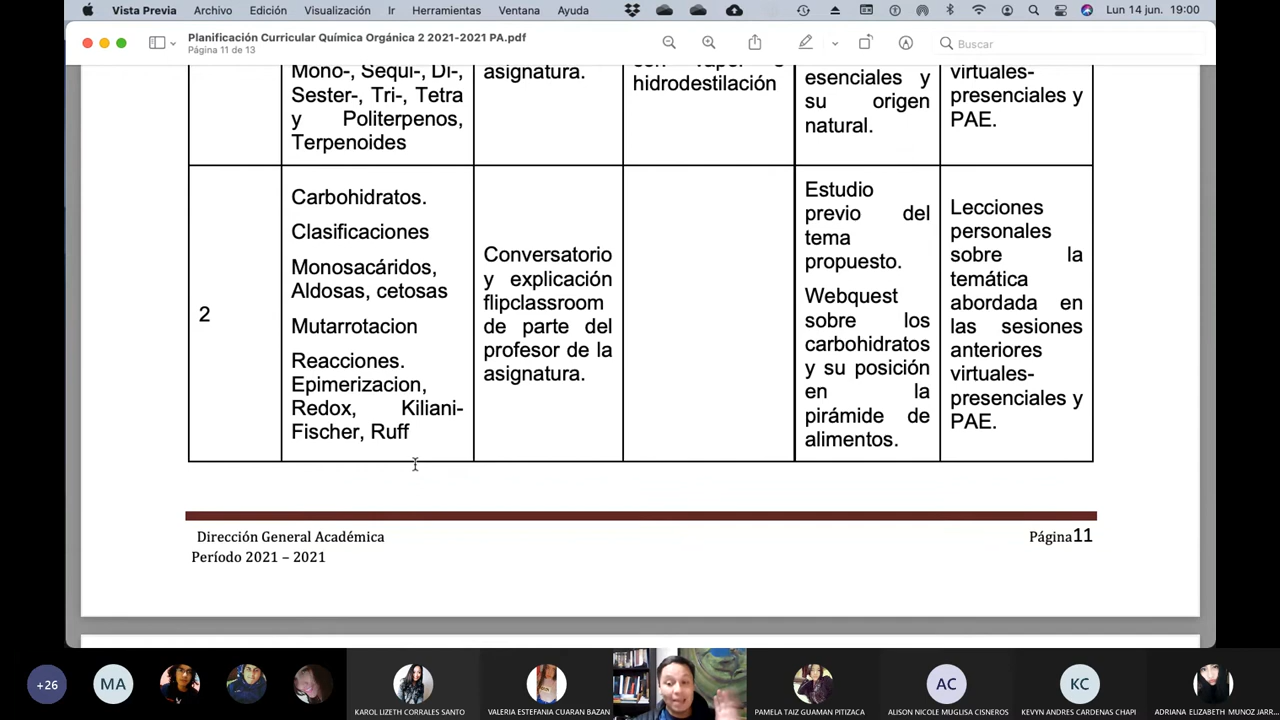 Vista Previa Archivo Edición Visualización Ir Herramientas Ventana Ayuda Lun 14 jun. 19:00
Planificación Curricular Química Orgánica 2 2021-2021 PA.pdf
Página 11 de 13
Buscar
Mono-, Sequi-, Di-,
Sester-, Tri-, Tetra
y Politerpenos,
Terpenoides
asignatura.
hidrodestilación
esenciales y
su origen
natural.
virtuales-
presenciales y
PAE.
2
Carbohidratos.
Clasificaciones
Monosacáridos,
Aldosas, cetosas
Mutarrotacion
Reacciones.
Epimerizacion,
Redox, Kiliani-
Fischer, Ruff
Conversatorio
y explicación
flipclassroom
de parte del
profesor de la
asignatura.
Estudio
previo del
tema
propuesto.
Webquest
sobre los
carbohidratos
y su posición
en la
pirámide de
alimentos.
Lecciones
personales
sobre la
temática
abordada en
las sesiones
anteriores
virtuales-
presenciales y
PAE.
Dirección General Académica
Página11
Período 2021 – 2021
+26
MA
AC
KC
KAROL LIZETH CORRALES SANTO
VALERIA ESTEFANIA CUARAN BAZAN
PAMELA TAIZ GUAMAN PITIZACA
ALISON NICOLE MUGLISA CISNEROS
KEVYN ANDRES CARDENAS CHAPI
ADRIANA ELIZABETH MUNOZ JARR...